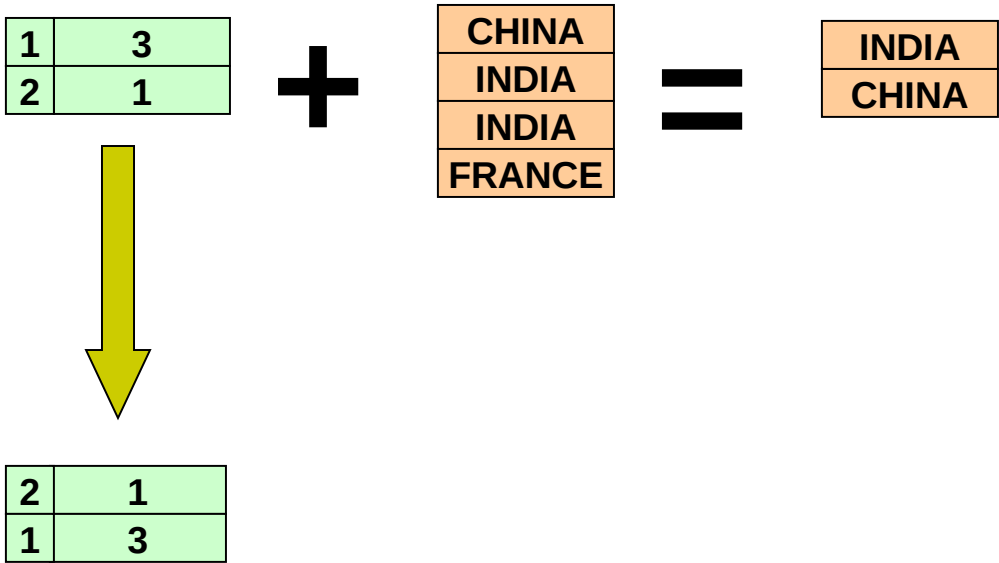 1 3
2 1
+
CHINA
INDIA
INDIA
FRANCE
=
INDIA
CHINA
2 1
1 3